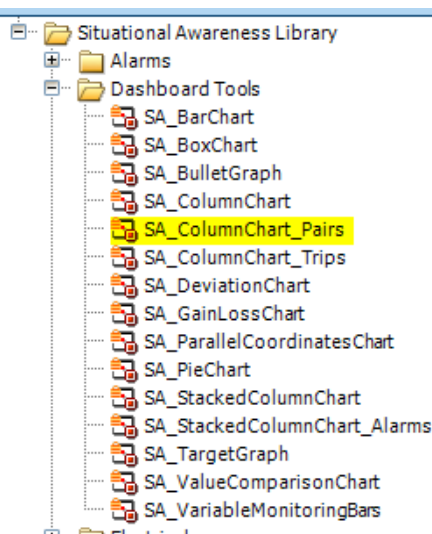 Situational Awareness Library
Alarms
Dashboard Tools
SA_BarChart
SA_BoxChart
SA_BulletGraph
SA_ColumnChart
SA_ColumnChart_Pairs
SA_ColumnChart_Trips
SA_DeviationChart
SA_GainLossChart
SA_ParallelCoordinatesChart
SA_PieChart
SA_StackedColumnChart
SA_StackedColumnChart_Alarms
SA_TargetGraph
SA_ValueComparisonChart
SA_VariableMonitoringBars